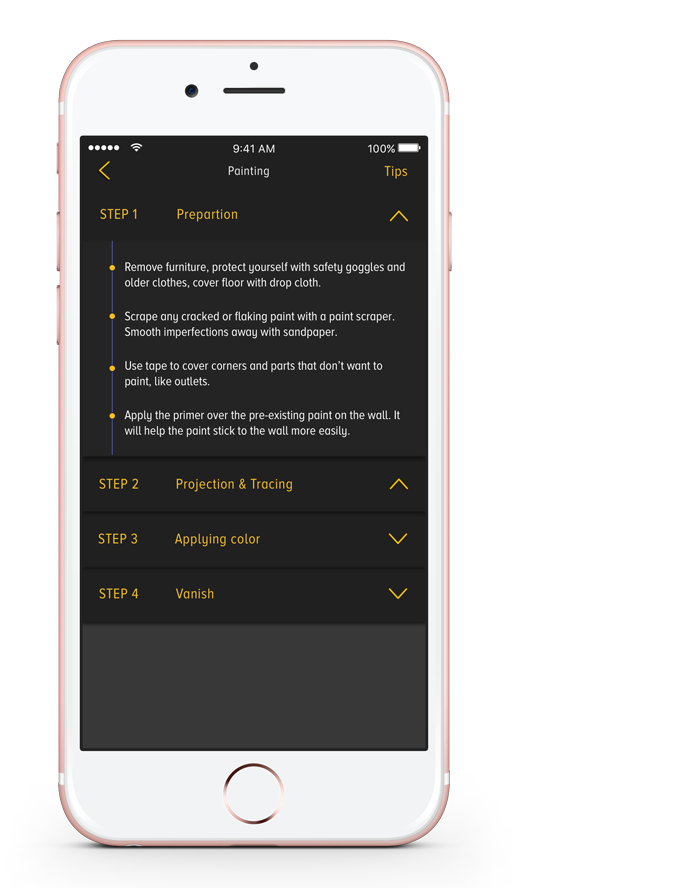 9:41 AM 100%
Painting Tips
STEP 1 Prepartion
Remove furniture, protect yourself with safety goggles and
older clothes, cover floor with drop cloth.
Scrape any cracked or flaking paint with a paint scraper.
Smooth imperfections away with sandpaper.
Use tape to cover corners and parts that don't want to
paint, like outlets.
Apply the primer over the pre-existing paint on the wall. It
will help the paint stick to the wall more easily.
STEP 2 Projection & Tracing
STEP 3 Applying color
STEP 4 Vanish